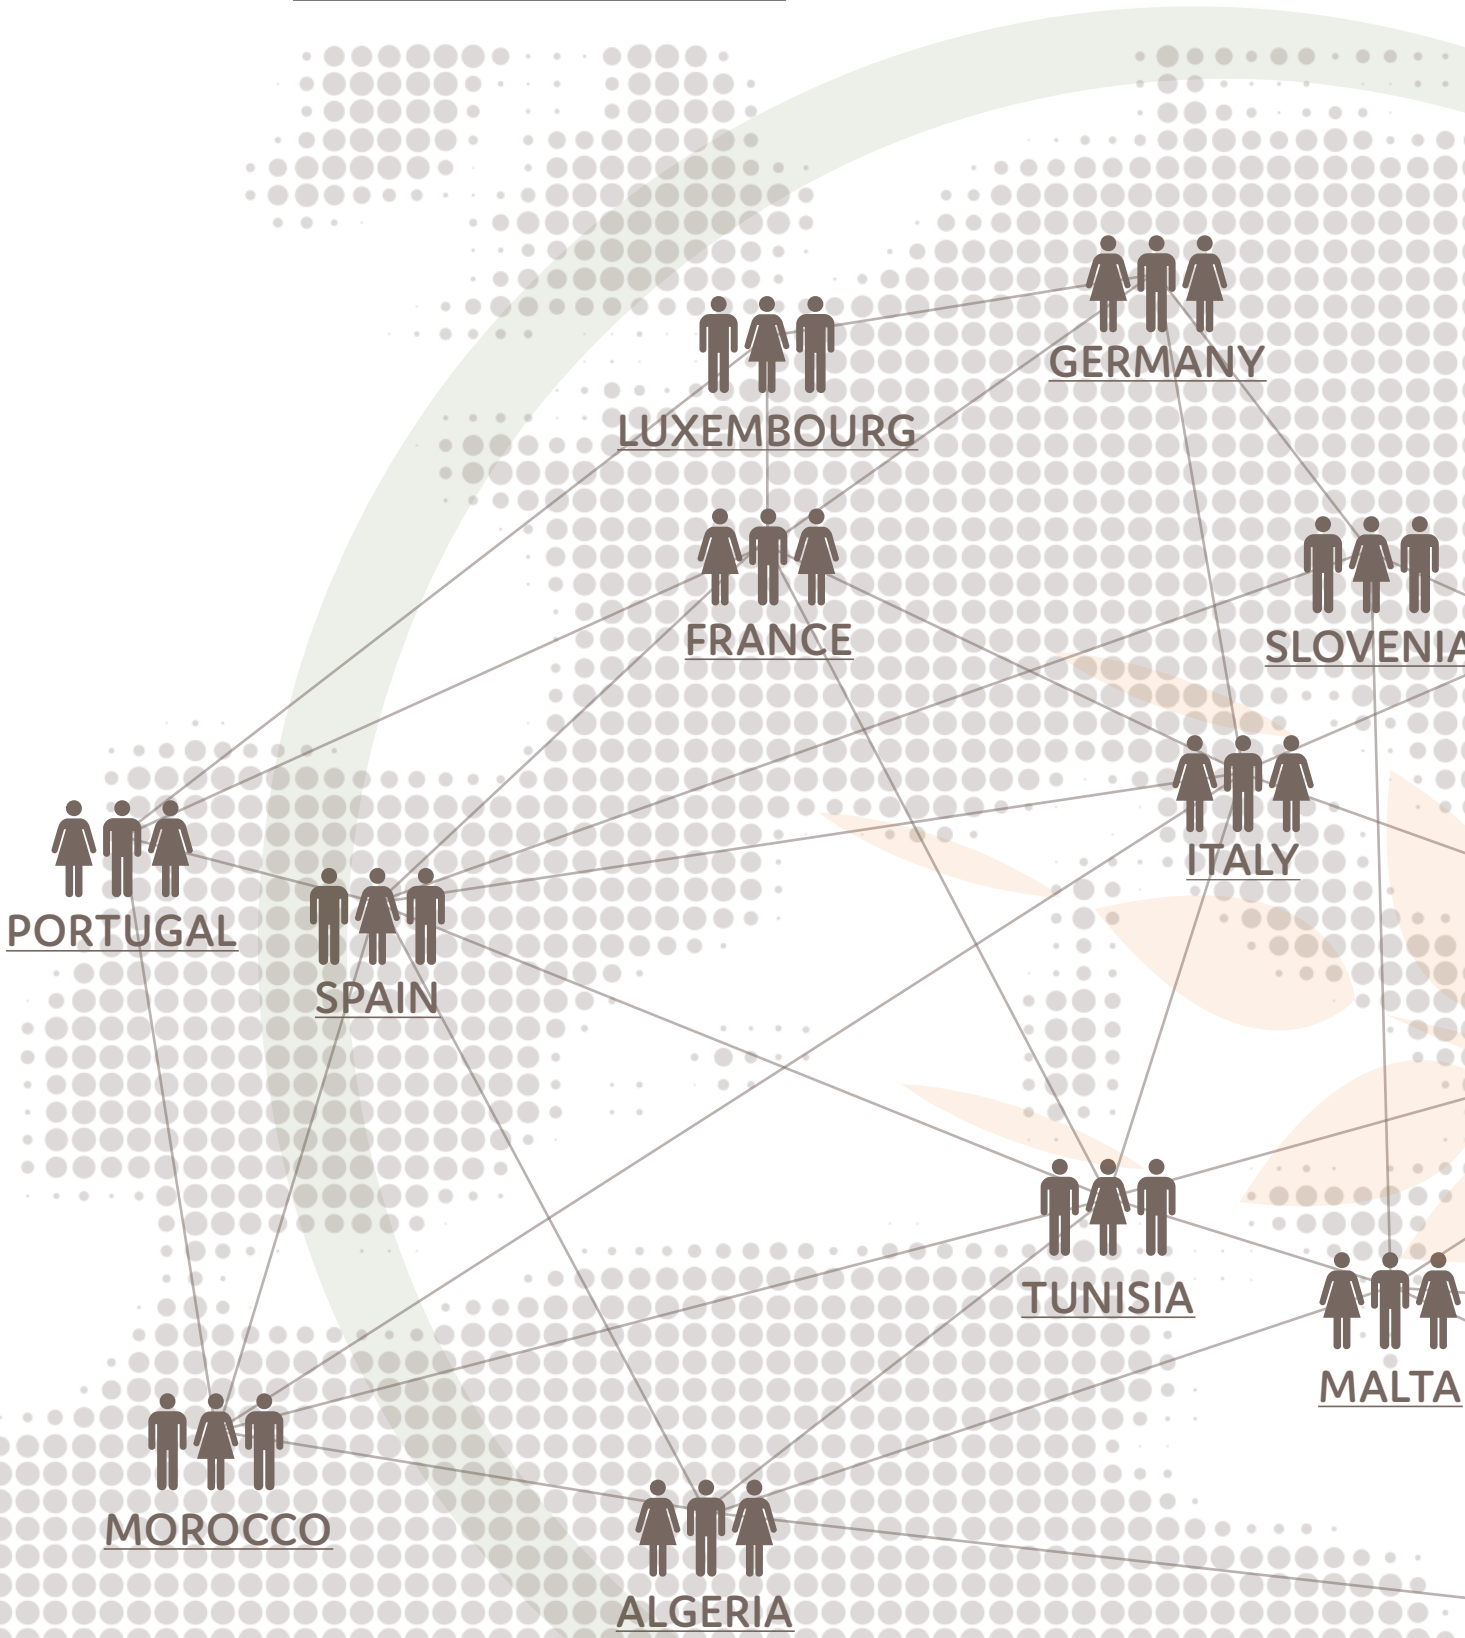 GERMANY
LUXEMBOURG
FRANCE
SLOVENIA
ITALY
PORTUGAL
SPAIN
TUNISIA
MALTA
MOROCCO
ALGERIA